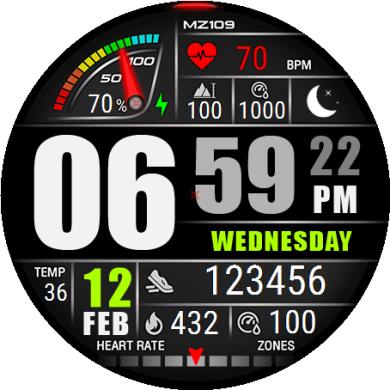 MZ109
100
50
70%
70 BPM
100 1000
06 59 22
PM
WEDNESDAY
TEMP
36
12
FEB
123456
432 100
HEART RATE ZONES